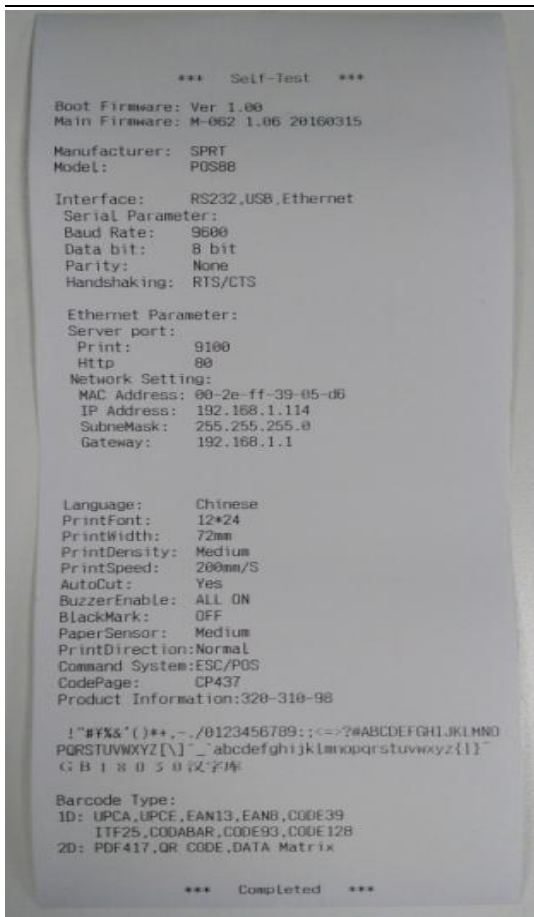 *** Self-Test ***
Boot Firmware: Ver 1.00
Main Firmware: M-062 1.06 20160315
Manufacturer: SPRT
Model: POS88
Interface: RS232,USB,Ethernet
Serial Parameter:
Baud Rate: 9600
Data bit: 8 bit
Parity: None
Handshaking: RTS/CTS
Ethernet Parameter:
Server port:
Print: 9100
Http 80
Network Setting:
MAC Address: 00-2e-ff-39-05-d6
IP Address: 192.168.1.114
SubneMask: 255.255.255.0
Gateway: 192.168.1.1
Language: Chinese
PrintFont: 12*24
PrintWidth: 72mm
PrintDensity: Medium
PrintSpeed: 200mm/S
AutoCut: Yes
BuzzerEnable: ALL ON
BlackMark: OFF
PaperSensor: Medium
PrintDirection:Normal
Command System:ESC/POS
CodePage: CP437
Product Information:320-310-98
!"#¥%&'()*+,-./0123456789:;<=>?@ABCDEFGHIJKLMNO
PQRSTUVWXYZ[\]^_`abcdefghijklmnopqrstuvwxyz{|}~
GB18030汉字库
Barcode Type:
1D: UPCA,UPCE,EAN13,EAN8,CODE39
ITF25,CODABAR,CODE93,CODE128
2D: PDF417,QR CODE,DATA Matrix
*** Completed ***